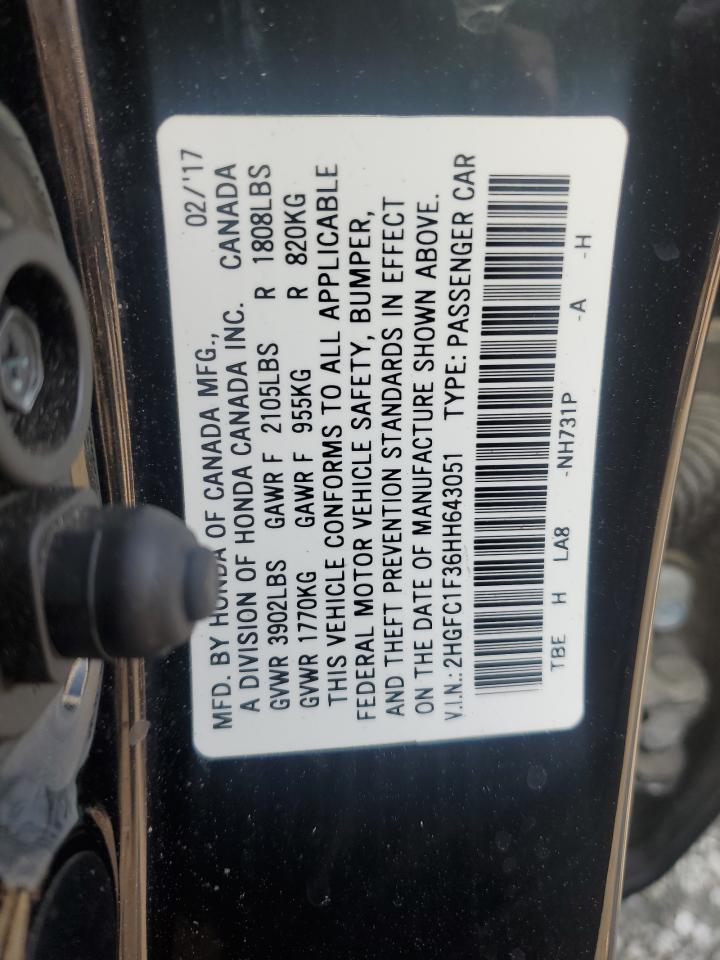 MFD. BY HONDA OF CANADA MFG., 02/'17
A DIVISION OF HONDA CANADA INC. CANADA
GVWR 3902LBS GAWR F 2105LBS R 1808LBS
GVWR 1770KG GAWR F 955KG R 820KG
THIS VEHICLE CONFORMS TO ALL APPLICABLE
FEDERAL MOTOR VEHICLE SAFETY, BUMPER,
AND THEFT PREVENTION STANDARDS IN EFFECT
ON THE DATE OF MANUFACTURE SHOWN ABOVE.
V.I.N.: 2HGFC1F36HH643051 TYPE: PASSENGER CAR
TBE H LA8 -NH731P -A -H